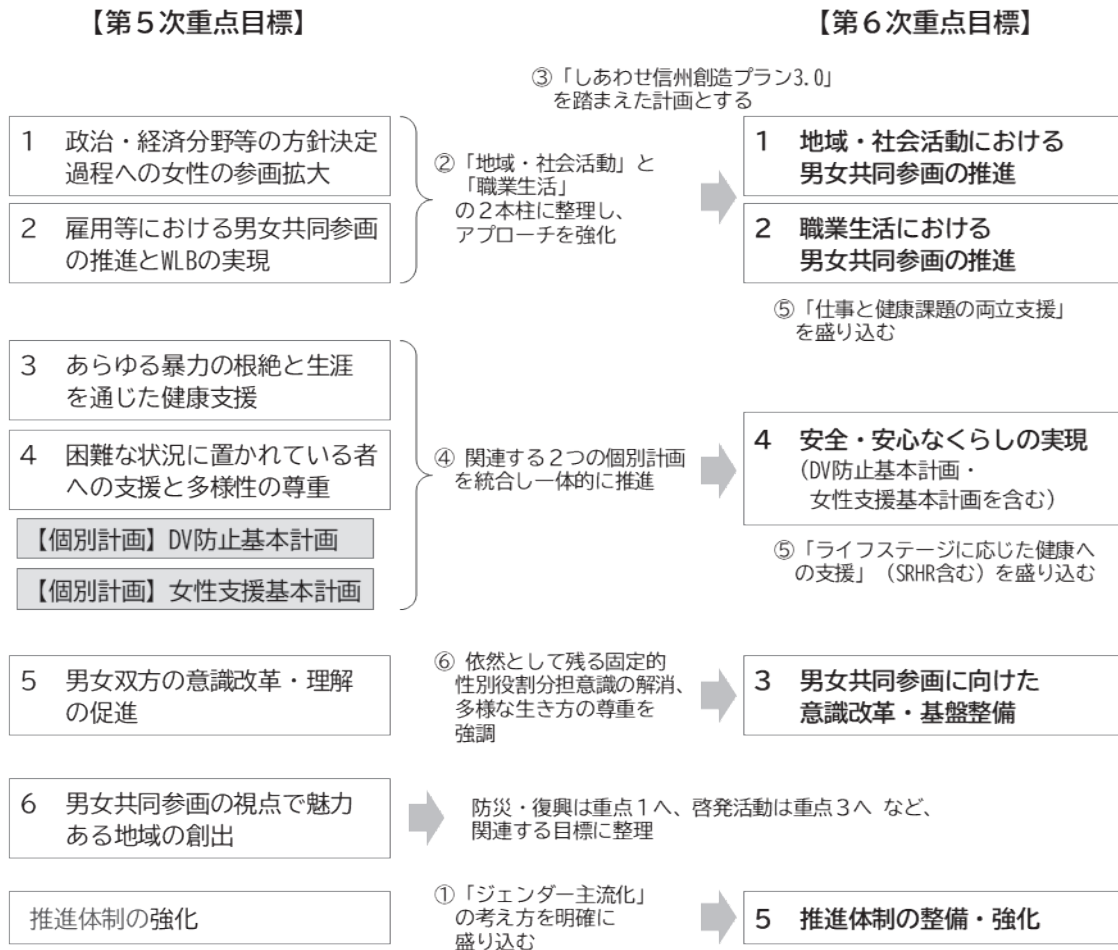 【第５次重点目標】
【第６次重点目標】
③「しあわせ信州創造プラン3.0」
を踏まえた計画とする
1 政治・経済分野等の方針決定
過程への女性の参画拡大
2 雇用等における男女共同参画
の推進とWLBの実現
②「地域・社会活動」と
「職業生活」
の２本柱に整理し、
アプローチを強化
1 地域・社会活動における
男女共同参画の推進
2 職業生活における
男女共同参画の推進
⑤「仕事と健康課題の両立支援」
を盛り込む
3 あらゆる暴力の根絶と生涯
を通じた健康支援
4 困難な状況に置かれている者
への支援と多様性の尊重
【個別計画】DV防止基本計画
【個別計画】女性支援基本計画
④ 関連する２つの個別計画
を統合し一体的に推進
4 安全・安心なくらしの実現
（DV防止基本計画・
女性支援基本計画を含む）
⑤「ライフステージに応じた健康へ
の支援」（SRHR含む）を盛り込む
5 男女双方の意識改革・理解
の促進
⑥ 依然として残る固定的
性別役割分担意識の解消、
多様な生き方の尊重を
強調
3 男女共同参画に向けた
意識改革・基盤整備
6 男女共同参画の視点で魅力
ある地域の創出
防災・復興は重点１へ、啓発活動は重点３へ など、
関連する目標に整理
推進体制の強化
①「ジェンダー主流化」
の考え方を明確に
盛り込む
5 推進体制の整備・強化